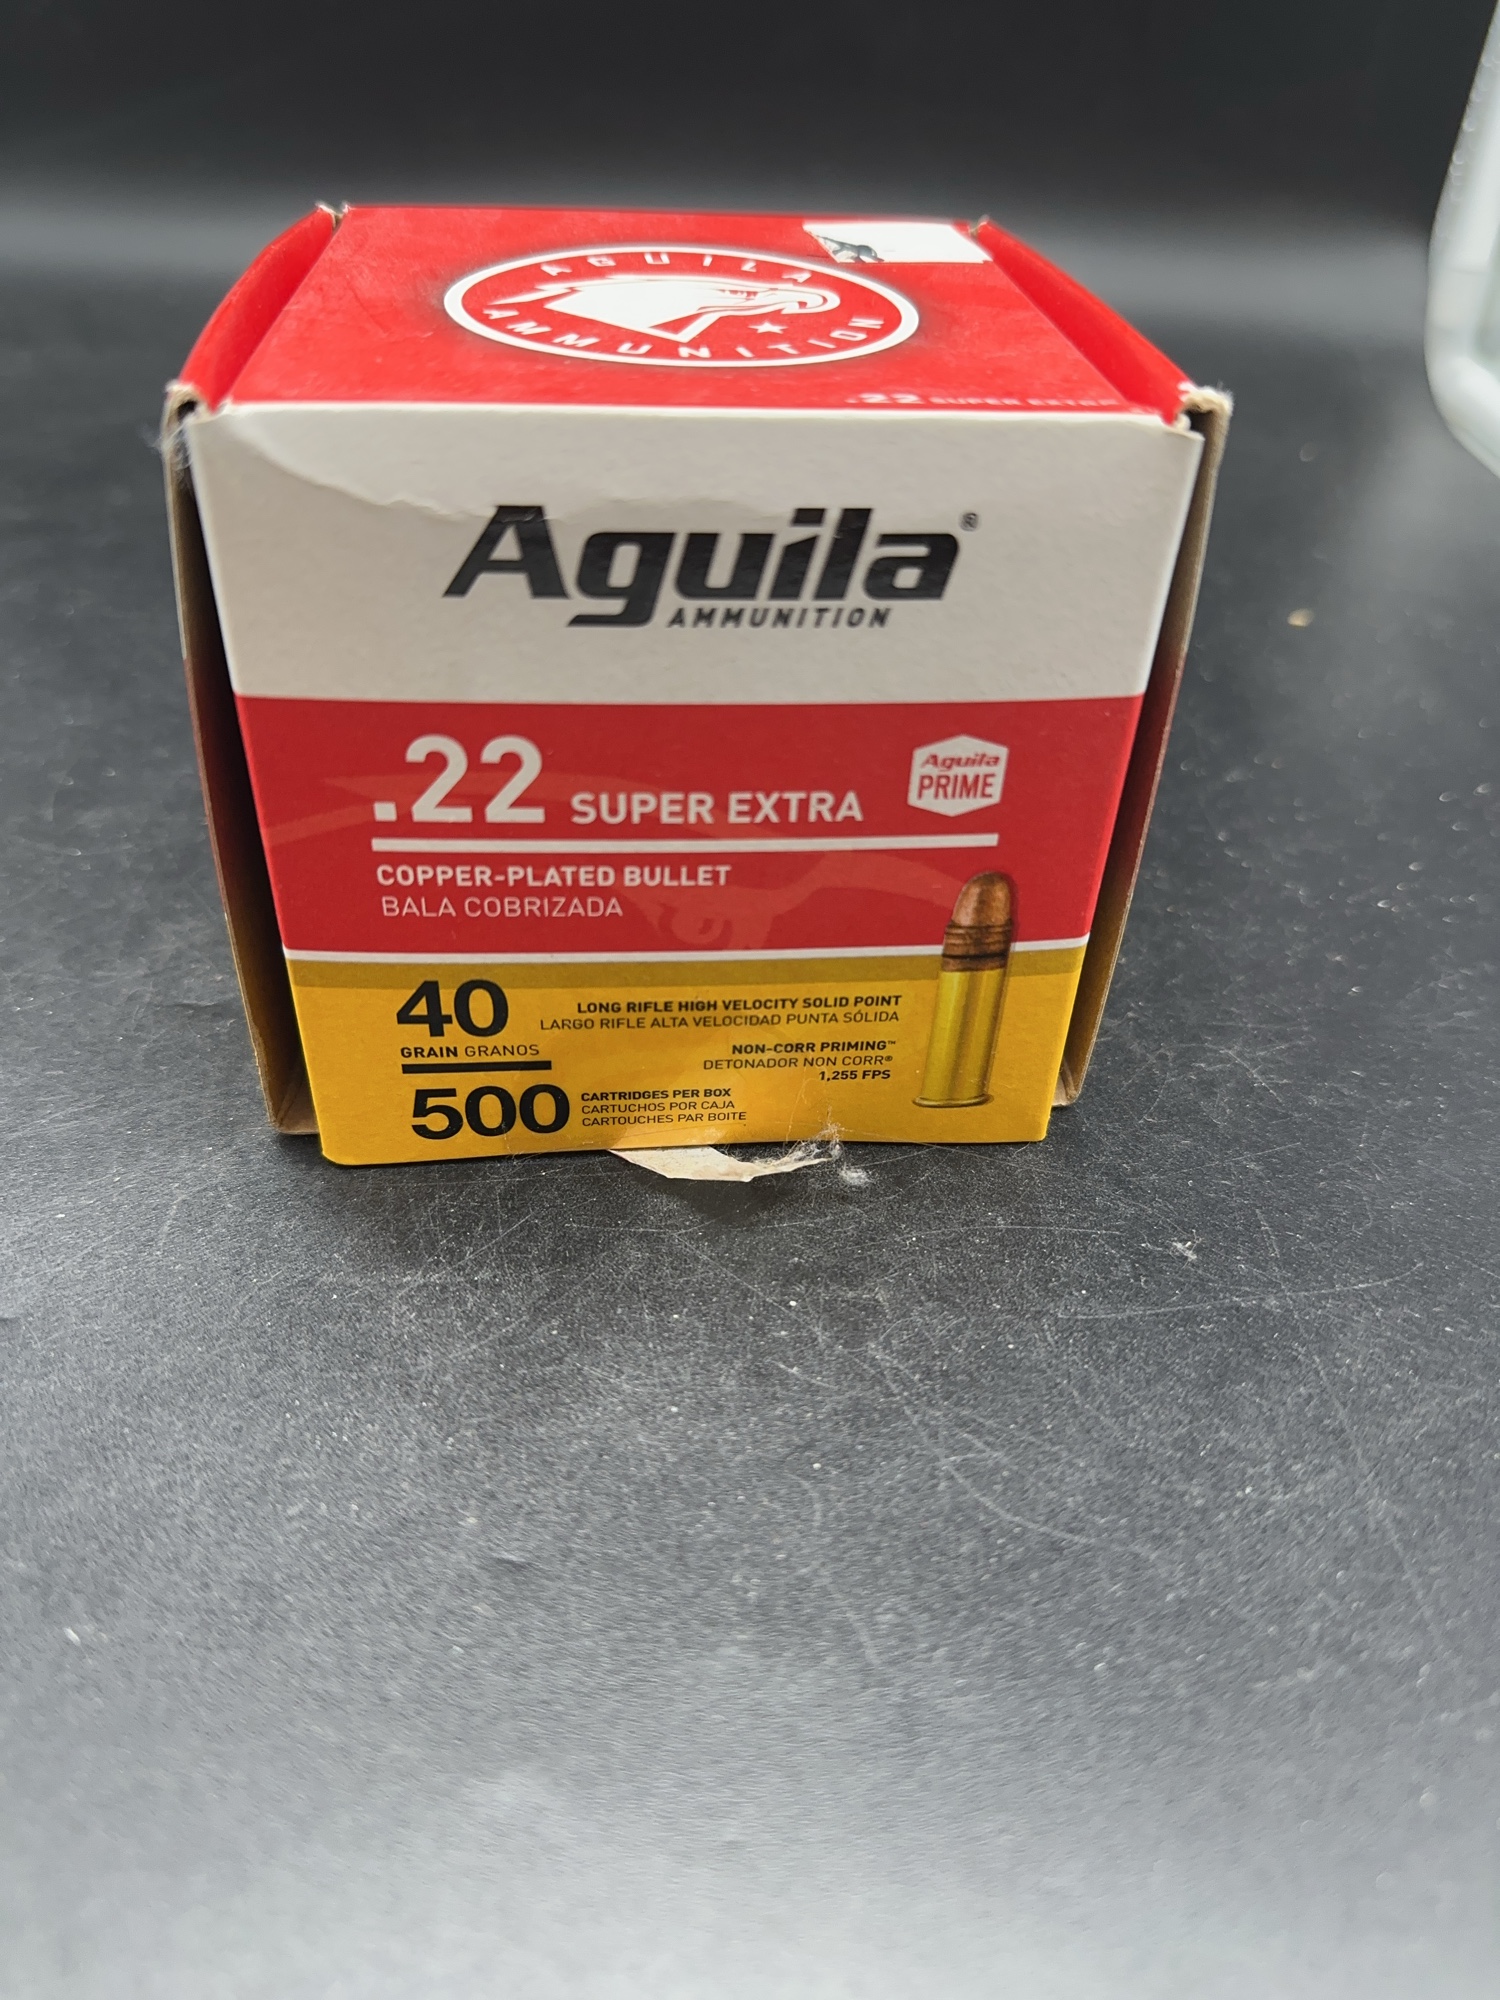 AGUILA
AMMUNITION
.22 SUPER EXTRA
Aguila®
AMMUNITION
.22 SUPER EXTRA
Aguila
PRIME
COPPER-PLATED BULLET
BALA COBRIZADA
40
GRAIN GRANOS
LONG RIFLE HIGH VELOCITY SOLID POINT
LARGO RIFLE ALTA VELOCIDAD PUNTA SÓLIDA
NON-CORR PRIMING™
DETONADOR NON CORR®
1,255 FPS
500
CARTRIDGES PER BOX
CARTUCHOS POR CAJA
CARTOUCHES PAR BOITE